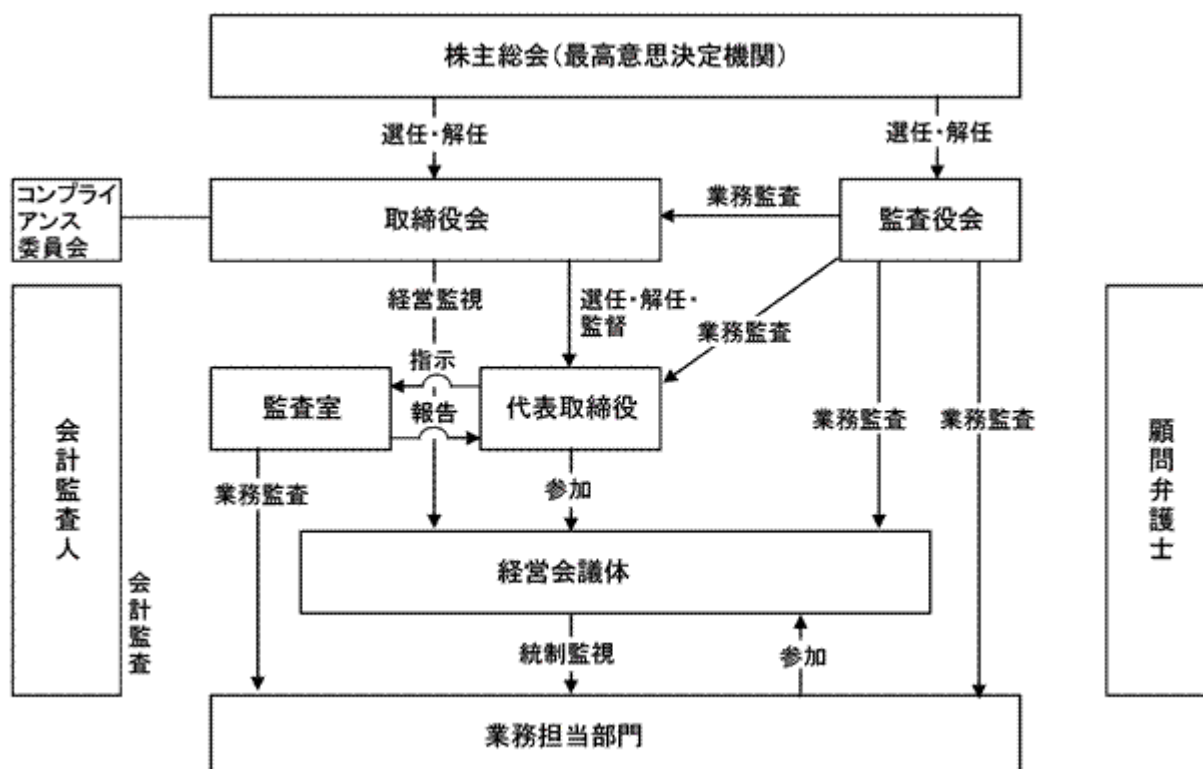 株主総会（最高意思決定機関）
選任・解任
選任・解任
コンプライ
アンス
委員会
取締役会
業務監査
監査役会
経営監視
選任・解任・
監督
業務監査
指示
監査室
報告
代表取締役
業務監査
業務監査
業務監査
参加
会計監査人
会計監査
顧問弁護士
経営会議体
統制監視
参加
業務担当部門